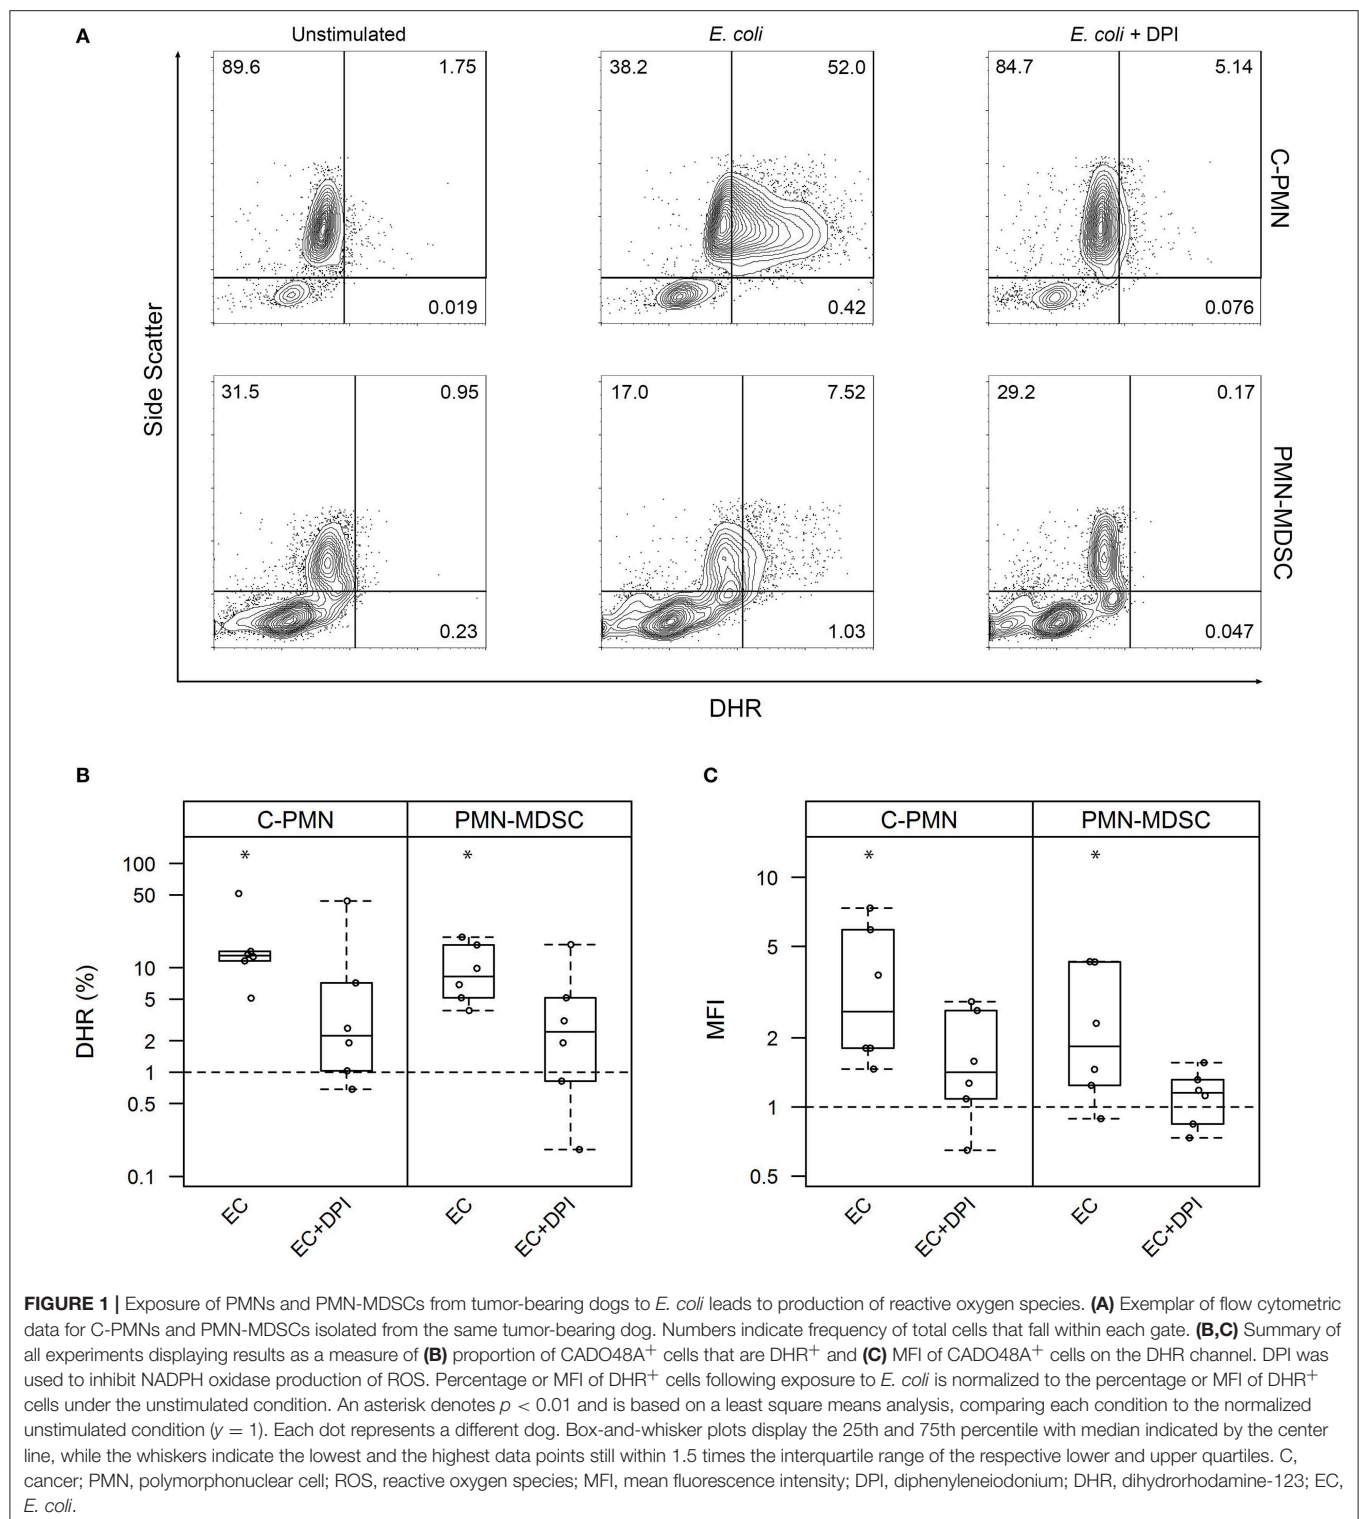 A
Unstimulated
E. coli
E. coli + DPI
89.6
1.75
38.2
52.0
84.7
5.14
0.019
0.42
0.076
C-PMN
31.5
0.95
17.0
7.52
29.2
0.17
0.23
1.03
0.047
PMN-MDSC
Side Scatter
DHR
B
C-PMN
PMN-MDSC
*
*
100
50
10
5
2
1
0.5
0.1
DHR (%)
EC
EC+DPI
EC
EC+DPI
C
C-PMN
PMN-MDSC
*
*
10
5
2
1
0.5
MFI
EC
EC+DPI
EC
EC+DPI
FIGURE 1 | Exposure of PMNs and PMN-MDSCs from tumor-bearing dogs to E. coli leads to production of reactive oxygen species. (A) Exemplar of flow cytometric
data for C-PMNs and PMN-MDSCs isolated from the same tumor-bearing dog. Numbers indicate frequency of total cells that fall within each gate. (B,C) Summary of
all experiments displaying results as a measure of (B) proportion of CADO48A+ cells that are DHR+ and (C) MFI of CADO48A+ cells on the DHR channel. DPI was
used to inhibit NADPH oxidase production of ROS. Percentage or MFI of DHR+ cells following exposure to E. coli is normalized to the percentage or MFI of DHR+
cells under the unstimulated condition. An asterisk denotes p < 0.01 and is based on a least square means analysis, comparing each condition to the normalized
unstimulated condition (y = 1). Each dot represents a different dog. Box-and-whisker plots display the 25th and 75th percentile with median indicated by the center
line, while the whiskers indicate the lowest and the highest data points still within 1.5 times the interquartile range of the respective lower and upper quartiles. C,
cancer; PMN, polymorphonuclear cell; ROS, reactive oxygen species; MFI, mean fluorescence intensity; DPI, diphenyleneiodonium; DHR, dihydrorhodamine-123; EC,
E. coli.